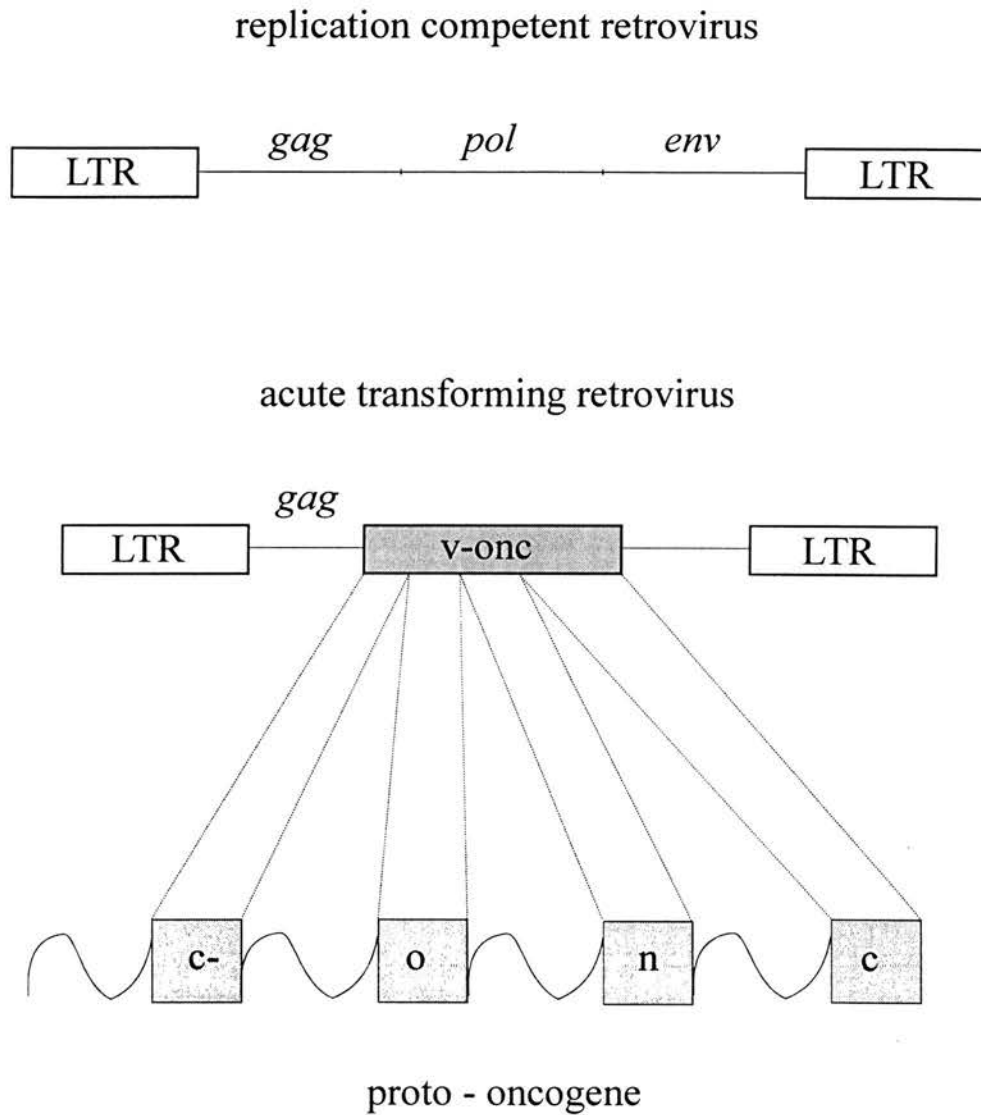 replication competent retrovirus
gag pol env
LTR LTR
acute transforming retrovirus
gag
LTR v-onc LTR
c- o n c
proto - oncogene